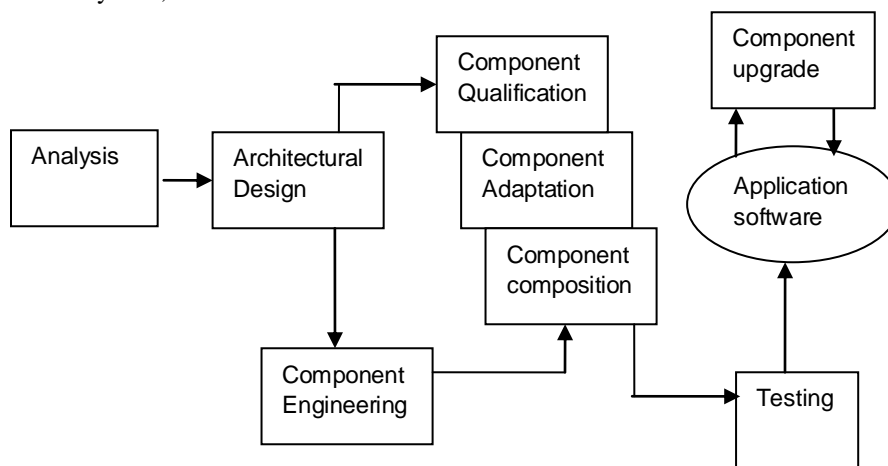 Component
Qualification
Component
upgrade
Analysis
Architectural
Design
Component
Adaptation
Application
software
Component
composition
Component
Engineering
Testing